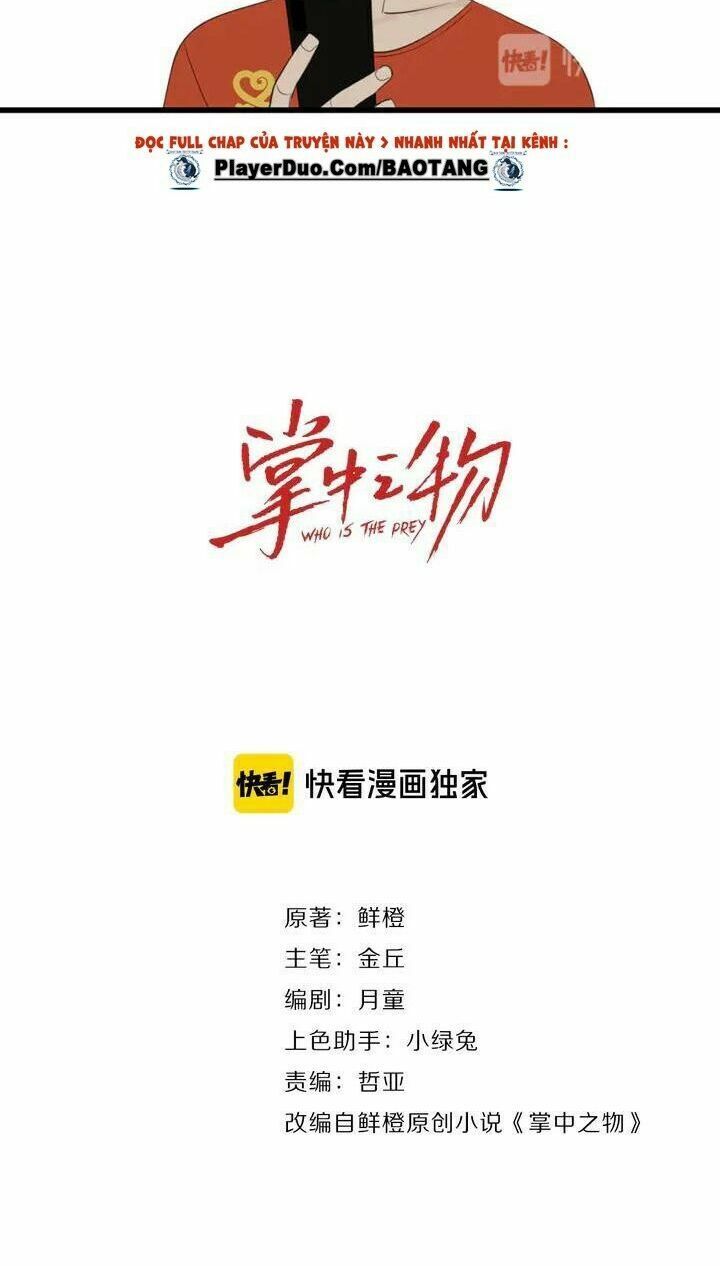 快看!
ĐỌC FULL CHAP CỦA TRUYỆN NÀY > NHANH NHẤT TẠI KÊNH :
PlayerDuo.Com/BAOTANG
掌中之物
WHO IS THE PREY
快看! 快看漫画独家
原著：鲜橙
主笔：金丘
编剧：月童
上色助手：小绿兔
责编：哲亚
改编自鲜橙原创小说《掌中之物》